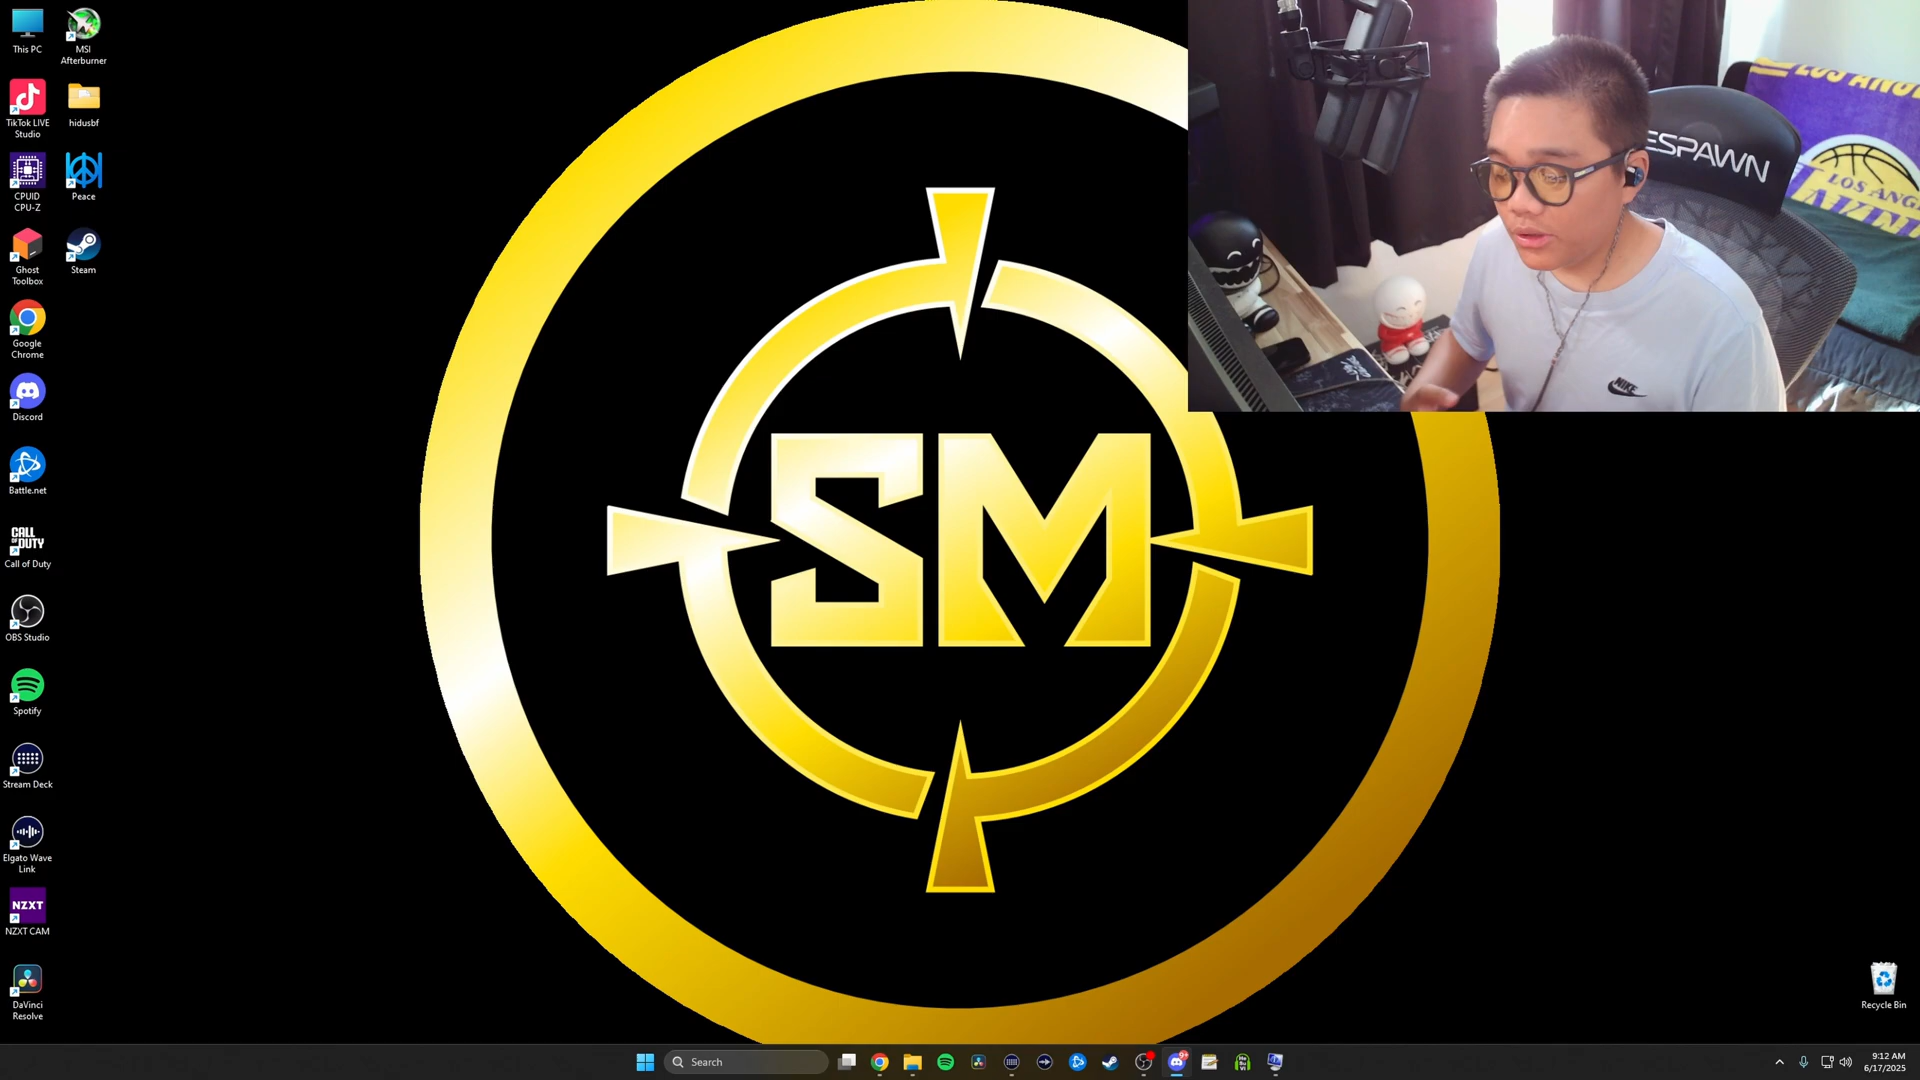 This PC
MSI
Afterburner
TikTok LIVE
Studio
hidusbf
CPUID
CPU-Z
Peace
Ghost
Toolbox
Steam
Google
Chrome
Discord
Battle.net
CALL OF DUTY
Call of Duty
OBS Studio
Spotify
Stream Deck
Elgato Wave
Link
NZXT
NZXT CAM
DaVinci
Resolve
SM
ESPAWN
LOS ANG
NIKE
Recycle Bin
Search
9:12 AM
6/17/2025